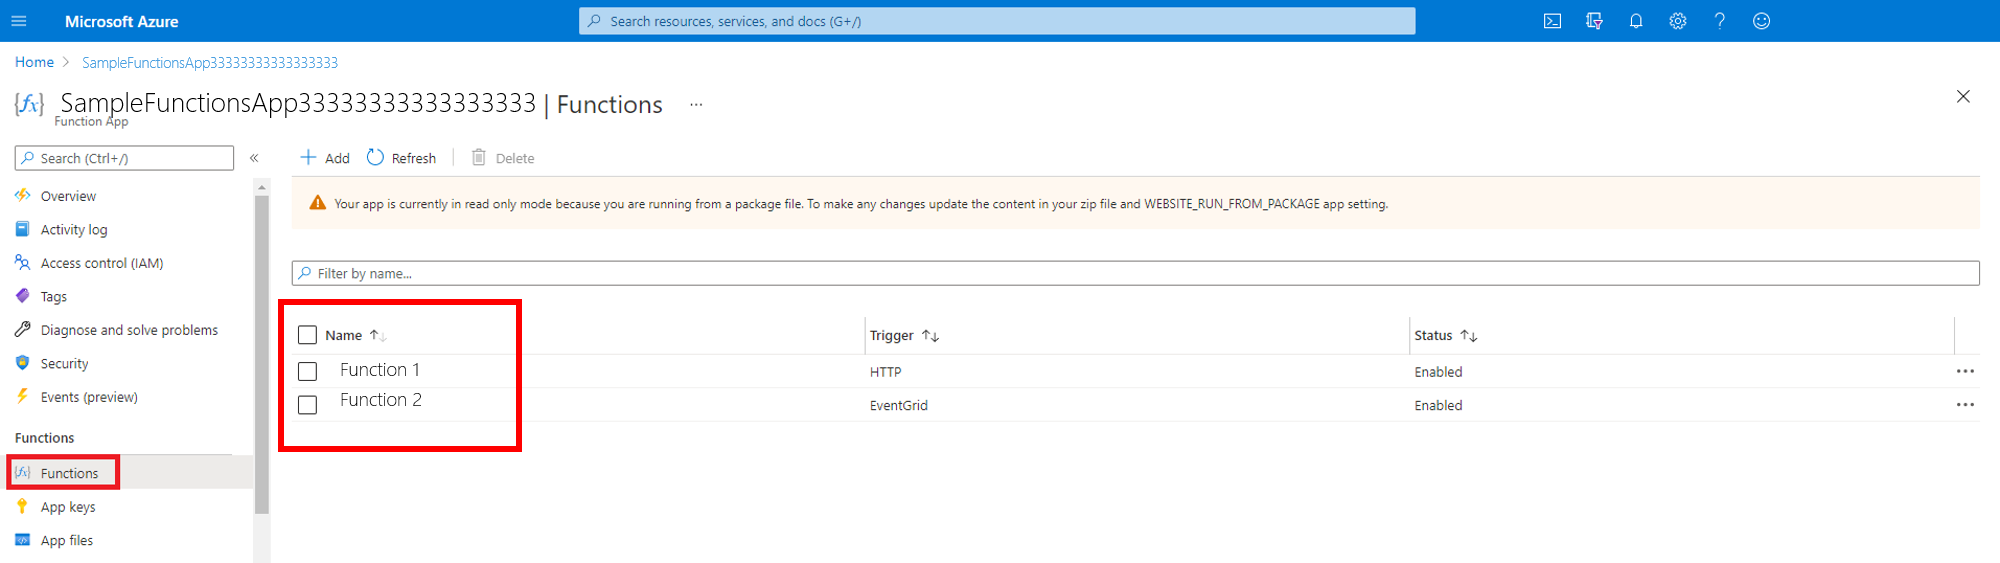 Microsoft Azure
Search resources, services, and docs (G+/)
Home > SampleFunctionsApp33333333333333333
{fx} SampleFunctionsApp33333333333333333 | Functions ...
Function App
Search (Ctrl+/) «
+ Add Refresh Delete
Overview
Your app is currently in read only mode because you are running from a package file. To make any changes update the content in your zip file and WEBSITE_RUN_FROM_PACKAGE app setting.
Activity log
Access control (IAM)
Filter by name...
Tags
Diagnose and solve problems
Name Trigger Status
Security
Function 1 HTTP Enabled ...
Events (preview)
Function 2 EventGrid Enabled ...
Functions
{fx} Functions
App keys
App files